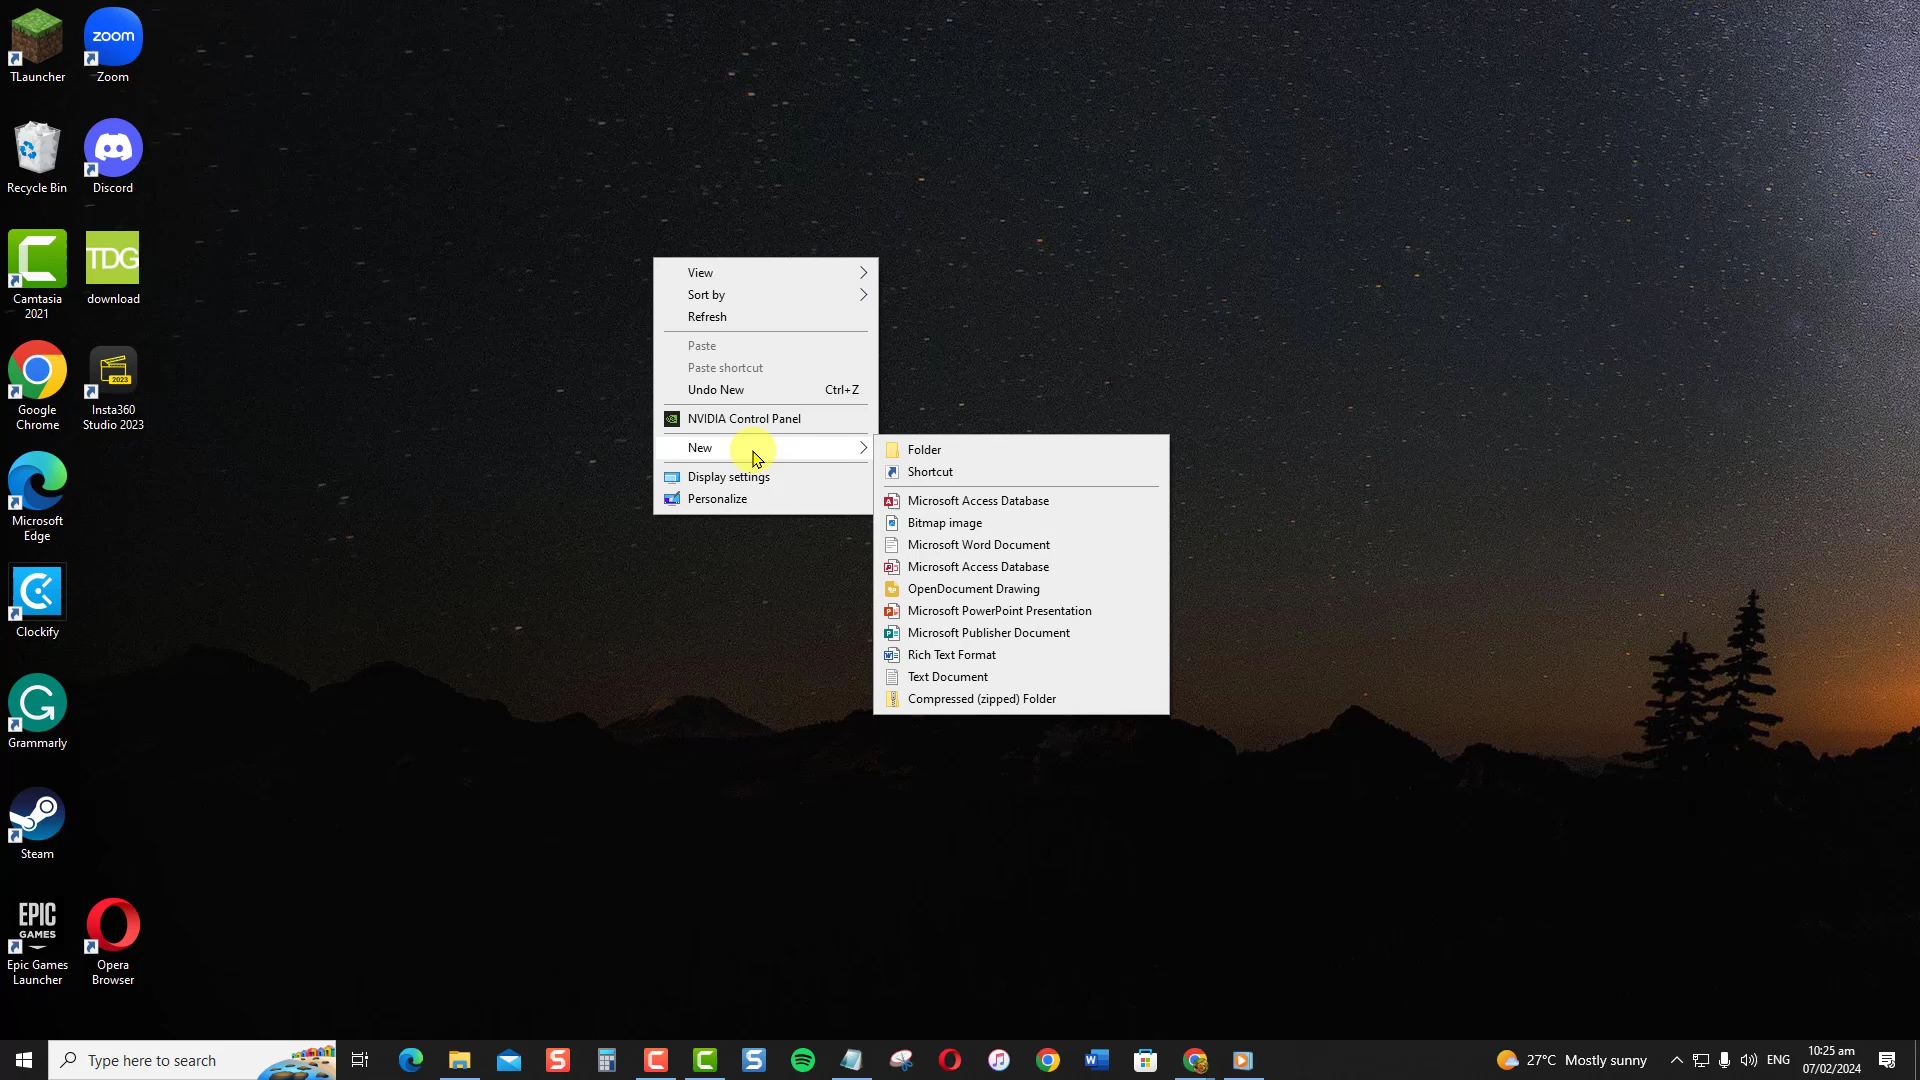 TLauncher
zoom
Zoom
Recycle Bin
Discord
Camtasia
2021
TDG
download
Google
Chrome
2023
Insta360
Studio 2023
Microsoft
Edge
Clockify
Grammarly
Steam
EPIC
GAMES
Epic Games
Launcher
Opera
Browser
View
Sort by
Refresh
Paste
Paste shortcut
Undo New Ctrl+Z
NVIDIA Control Panel
New
Display settings
Personalize
Folder
Shortcut
Microsoft Access Database
Bitmap image
Microsoft Word Document
Microsoft Access Database
OpenDocument Drawing
Microsoft PowerPoint Presentation
Microsoft Publisher Document
Rich Text Format
Text Document
Compressed (zipped) Folder
Type here to search
27°C Mostly sunny
ENG
10:25 am
07/02/2024